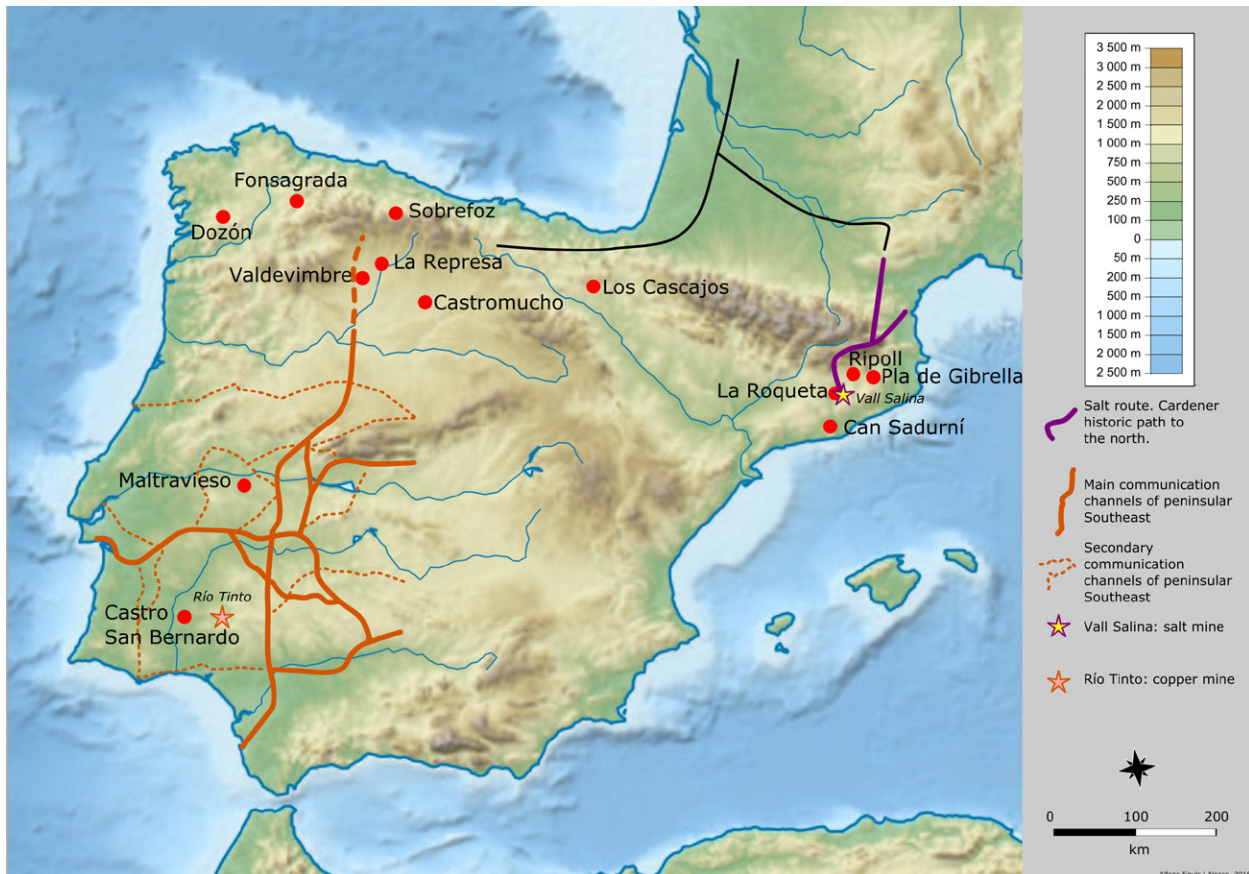 Fonsagrada
Dozón
Sobrefoz
Valdevimbre
La Represa
Castromucho
Los Cascajos
Ripoll
Pla de Gibrella
La Roqueta
Vall Salina
Can Sadurní
Maltravieso
Río Tinto
Castro
San Bernardo
3 500 m
3 000 m
2 500 m
2 000 m
1 500 m
1 000 m
750 m
500 m
250 m
100 m
0
50 m
200 m
500 m
1 000 m
1 500 m
2 000 m
2 500 m
Salt route. Cardener
historic path to
the north.
Main communication
channels of peninsular
Southeast
Secondary
communication
channels of peninsular
Southeast
Vall Salina: salt mine
Río Tinto: copper mine
0 100 200
km